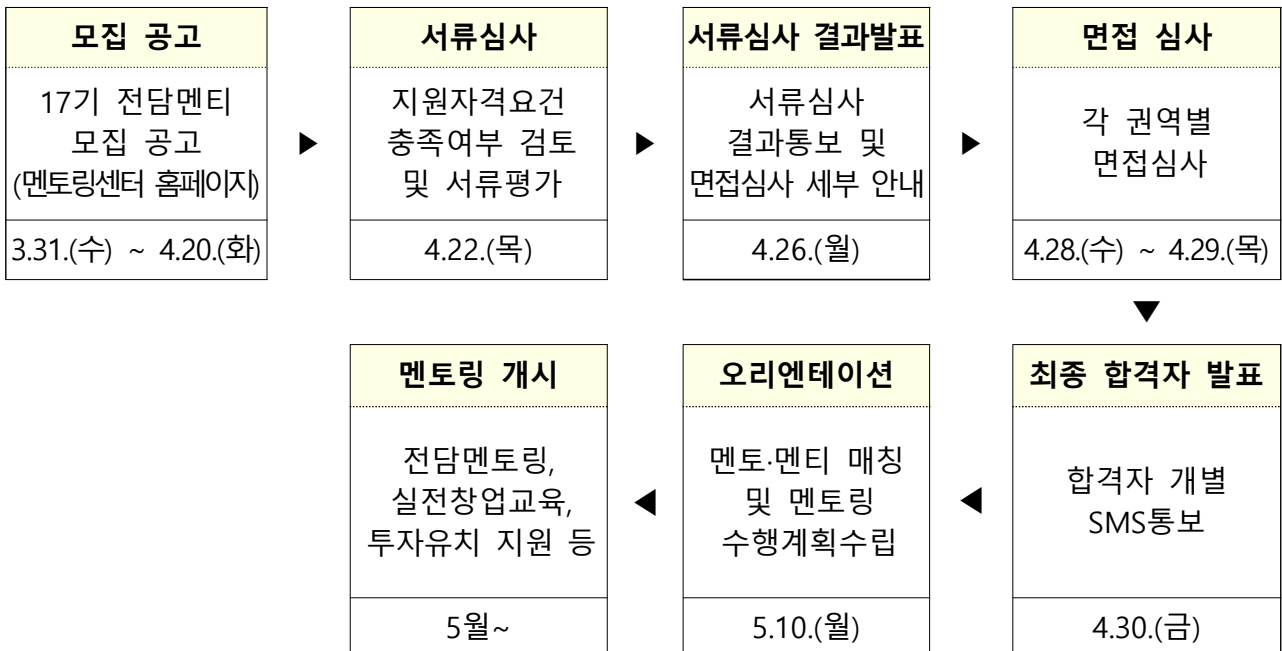 모집 공고
17기 전담멘티
모집 공고
(멘토링센터 홈페이지)
3.31.(수) ~ 4.20.(화)
▶
서류심사
지원자격요건
충족여부 검토
및 서류평가
4.22.(목)
▶
서류심사 결과발표
서류심사
결과통보 및
면접심사 세부 안내
4.26.(월)
▶
면접 심사
각 권역별
면접심사
4.28.(수) ~ 4.29.(목)
▼
최종 합격자 발표
합격자 개별
SMS통보
4.30.(금)
◀
오리엔테이션
멘토·멘티 매칭
및 멘토링
수행계획수립
5.10.(월)
◀
멘토링 개시
전담멘토링,
실전창업교육,
투자유치 지원 등
5월~